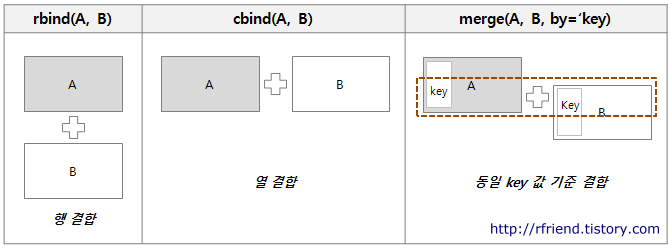 rbind(A, B)
cbind(A, B)
merge(A, B, by='key)
A
B
행 결합
A
B
열 결합
key
A
Key
B
동일 key 값 기준 결합
http://rfriend.tistory.com